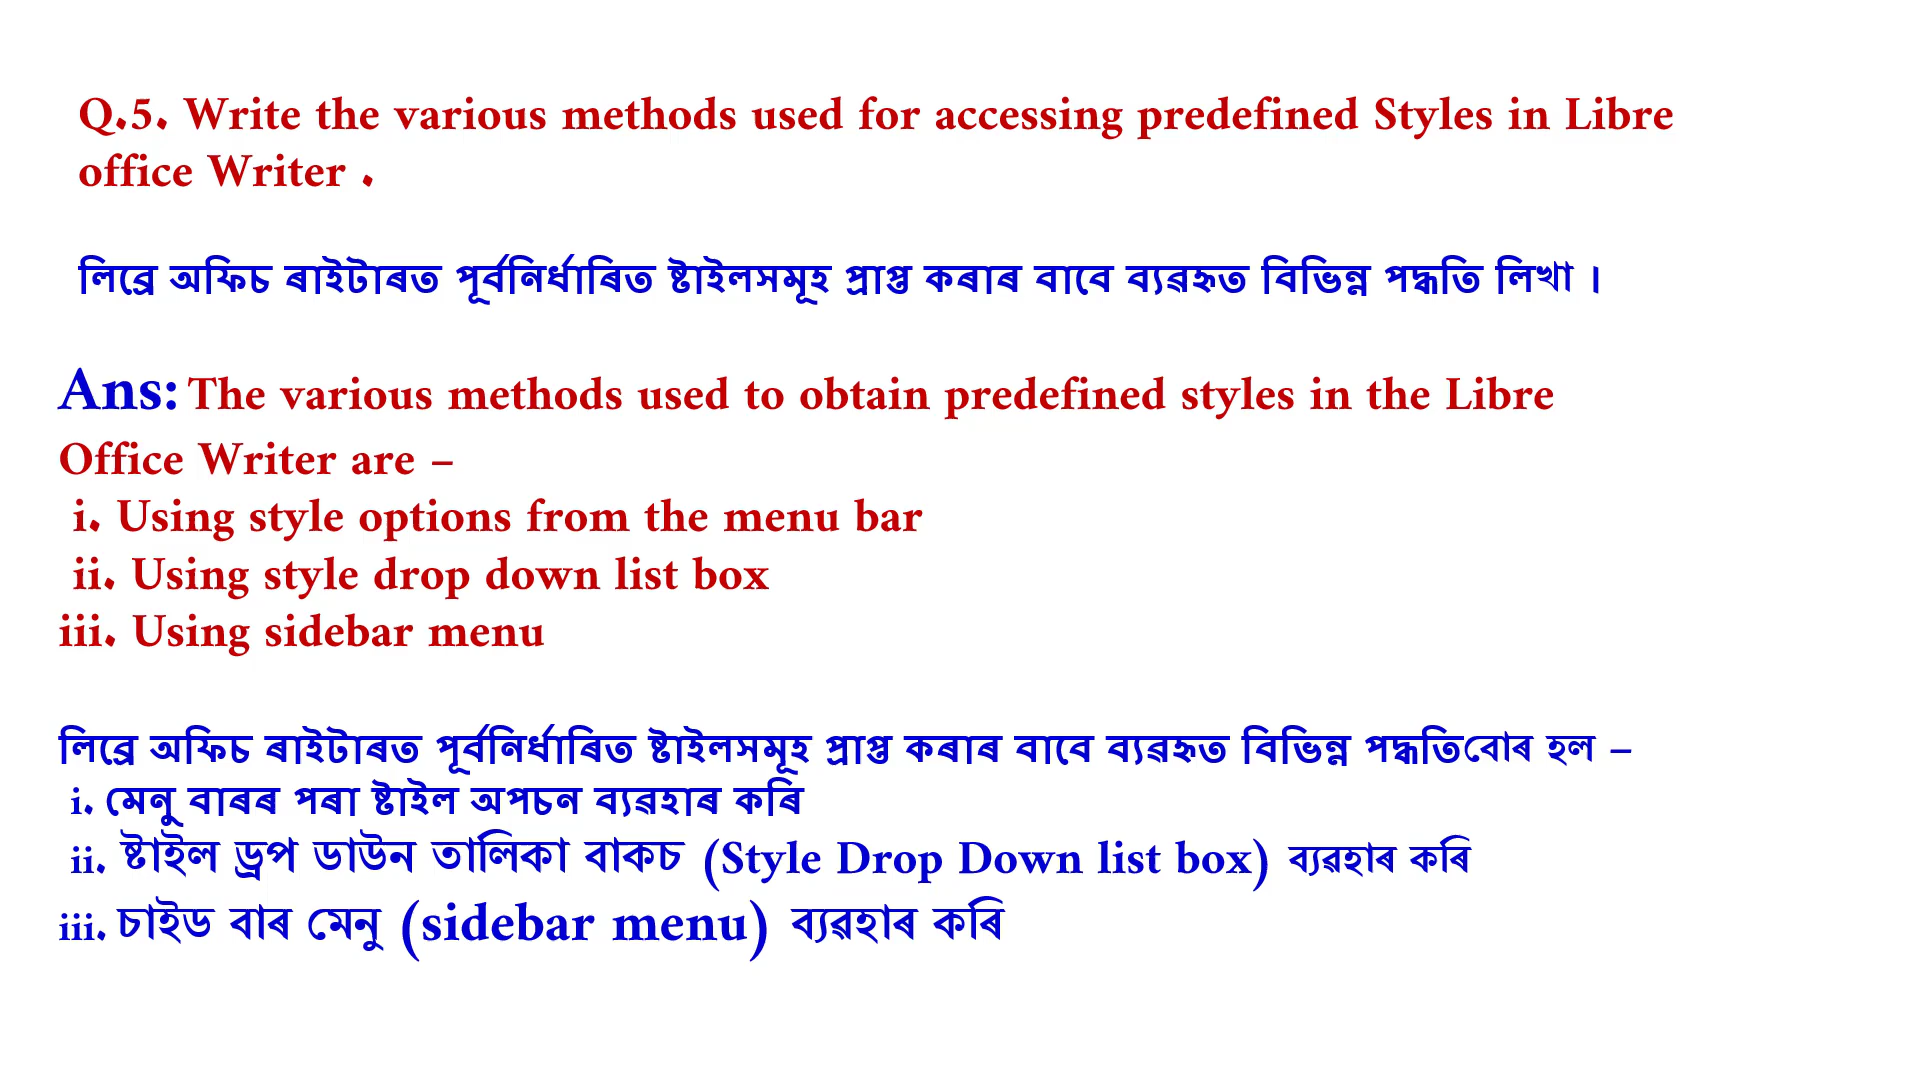 Q.5. Write the various methods used for accessing predefined Styles in Libre
office Writer .
লিব্ৰে অফিচ ৰাইটাৰত পূৰ্বনিৰ্ধাৰিত ষ্টাইলসমূহ প্ৰাপ্ত কৰাৰ বাবে ব্যৱহৃত বিভিন্ন পদ্ধতি লিখা ।
Ans: The various methods used to obtain predefined styles in the Libre
Office Writer are –
i. Using style options from the menu bar
ii. Using style drop down list box
iii. Using sidebar menu
লিব্ৰে অফিচ ৰাইটাৰত পূৰ্বনিৰ্ধাৰিত ষ্টাইলসমূহ প্ৰাপ্ত কৰাৰ বাবে ব্যৱহৃত বিভিন্ন পদ্ধতিবোৰ হল –
i. মেনু বাৰৰ পৰা ষ্টাইল অপচন ব্যৱহাৰ কৰি
ii. ষ্টাইল ড্ৰপ ডাউন তালিকা বাকচ (Style Drop Down list box) ব্যৱহাৰ কৰি
iii. চাইড বাৰ মেনু (sidebar menu) ব্যৱহাৰ কৰি